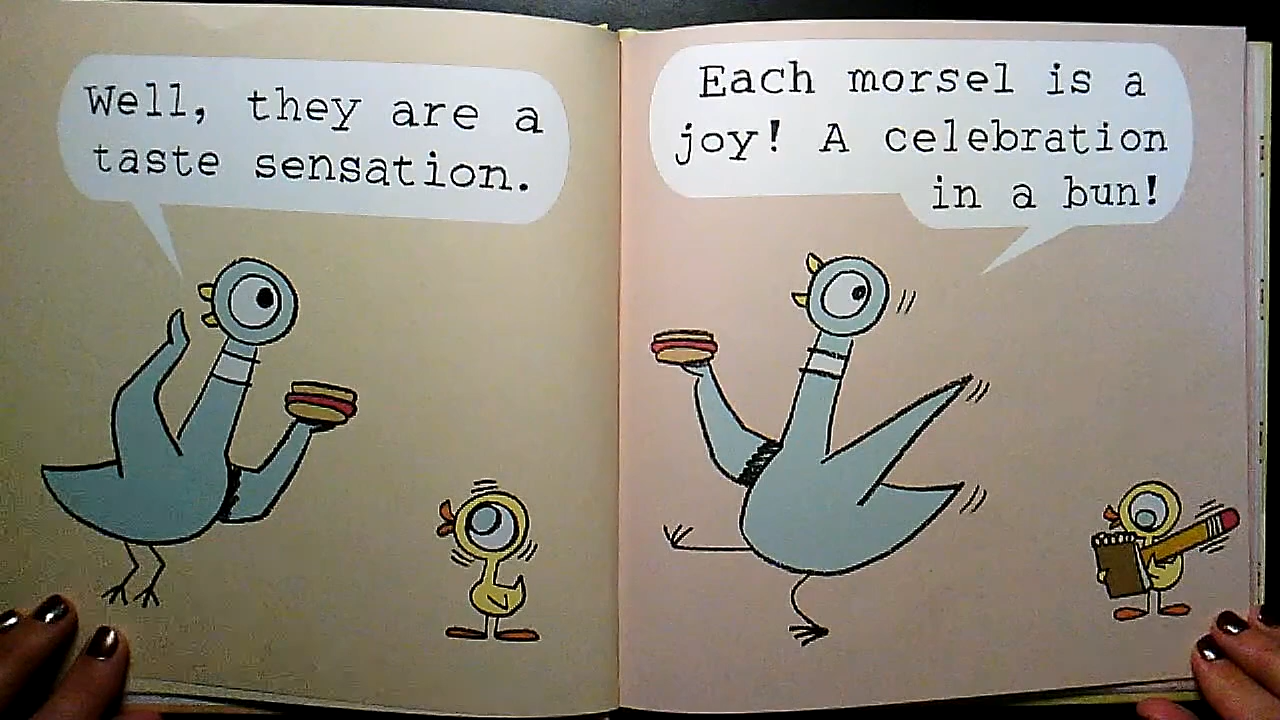 Well, they are a
taste sensation.
Each morsel is a
joy! A celebration
in a bun!